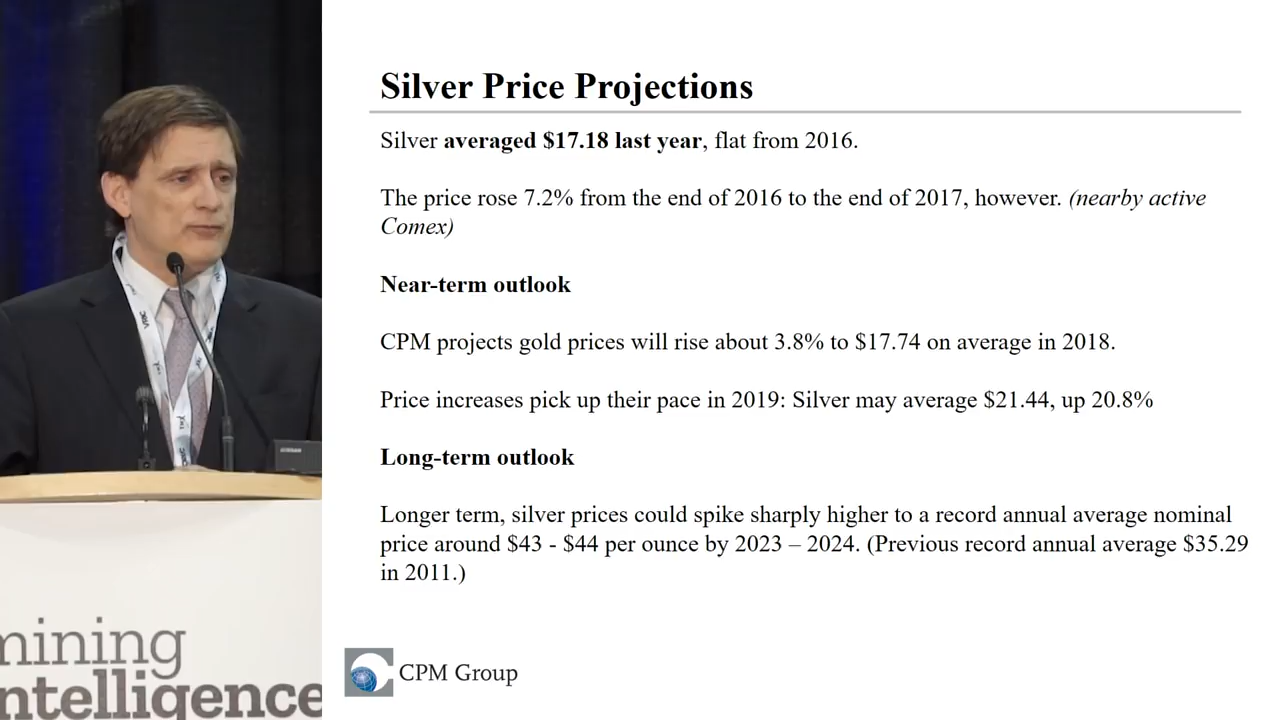 Silver Price Projections
Silver averaged $17.18 last year, flat from 2016.
The price rose 7.2% from the end of 2016 to the end of 2017, however. (nearby active
Comex)
Near-term outlook
CPM projects gold prices will rise about 3.8% to $17.74 on average in 2018.
Price increases pick up their pace in 2019: Silver may average $21.44, up 20.8%
Long-term outlook
Longer term, silver prices could spike sharply higher to a record annual average nominal
price around $43 - $44 per ounce by 2023 – 2024. (Previous record annual average $35.29
in 2011.)
CPM Group
mining
ntelligence